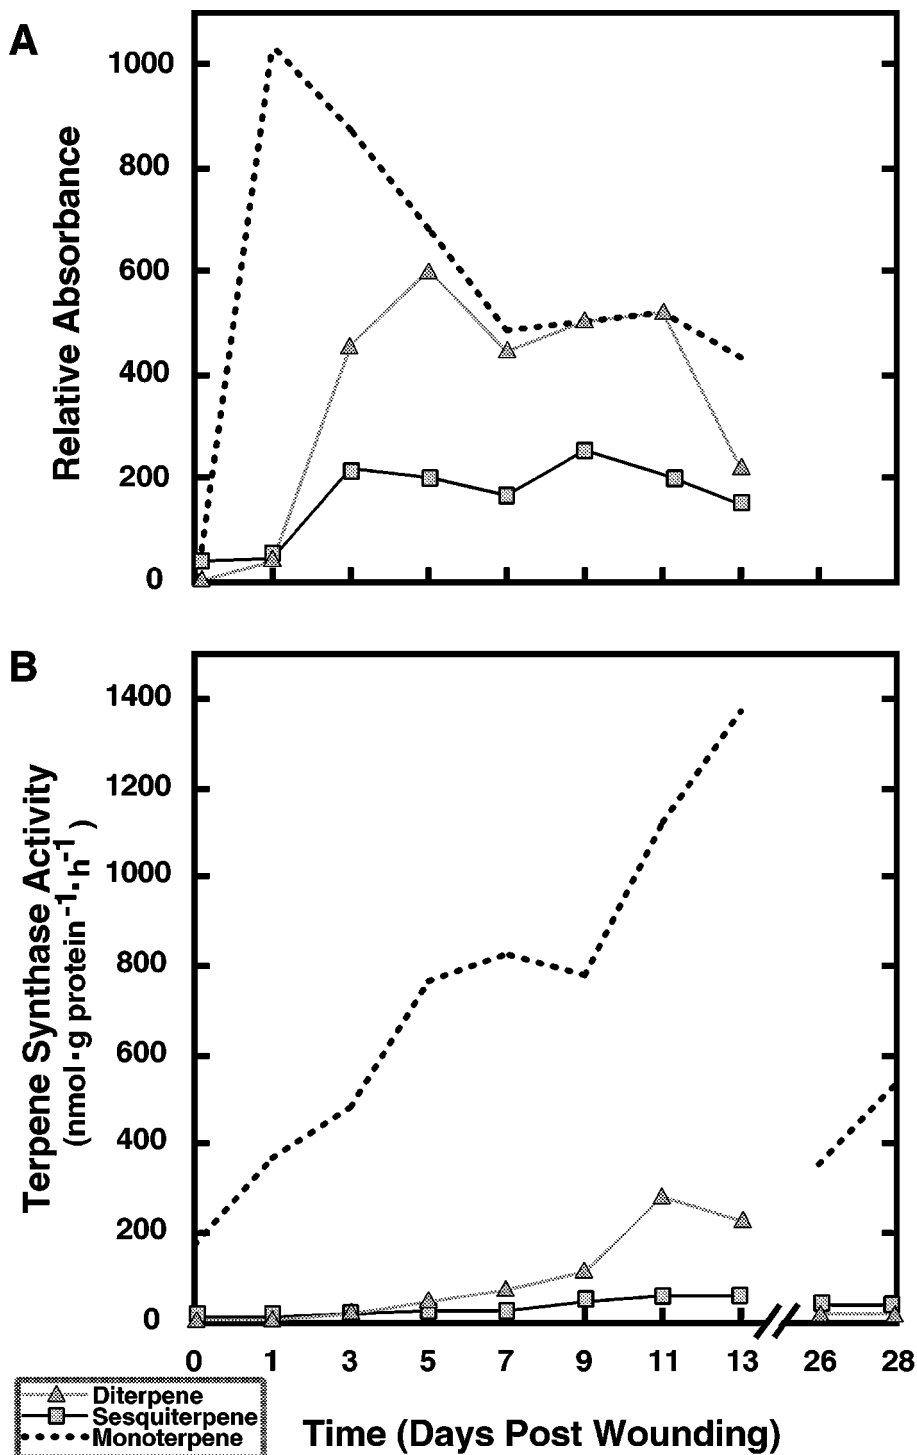 A
1000
800
600
400
200
0
Relative Absorbance
B
1400
1200
1000
800
600
400
200
0
Terpene Synthase Activity
(nmol·g protein⁻¹·h⁻¹)
0 1 3 5 7 9 11 13 26 28
Diterpene
Sesquiterpene
Monoterpene
Time (Days Post Wounding)